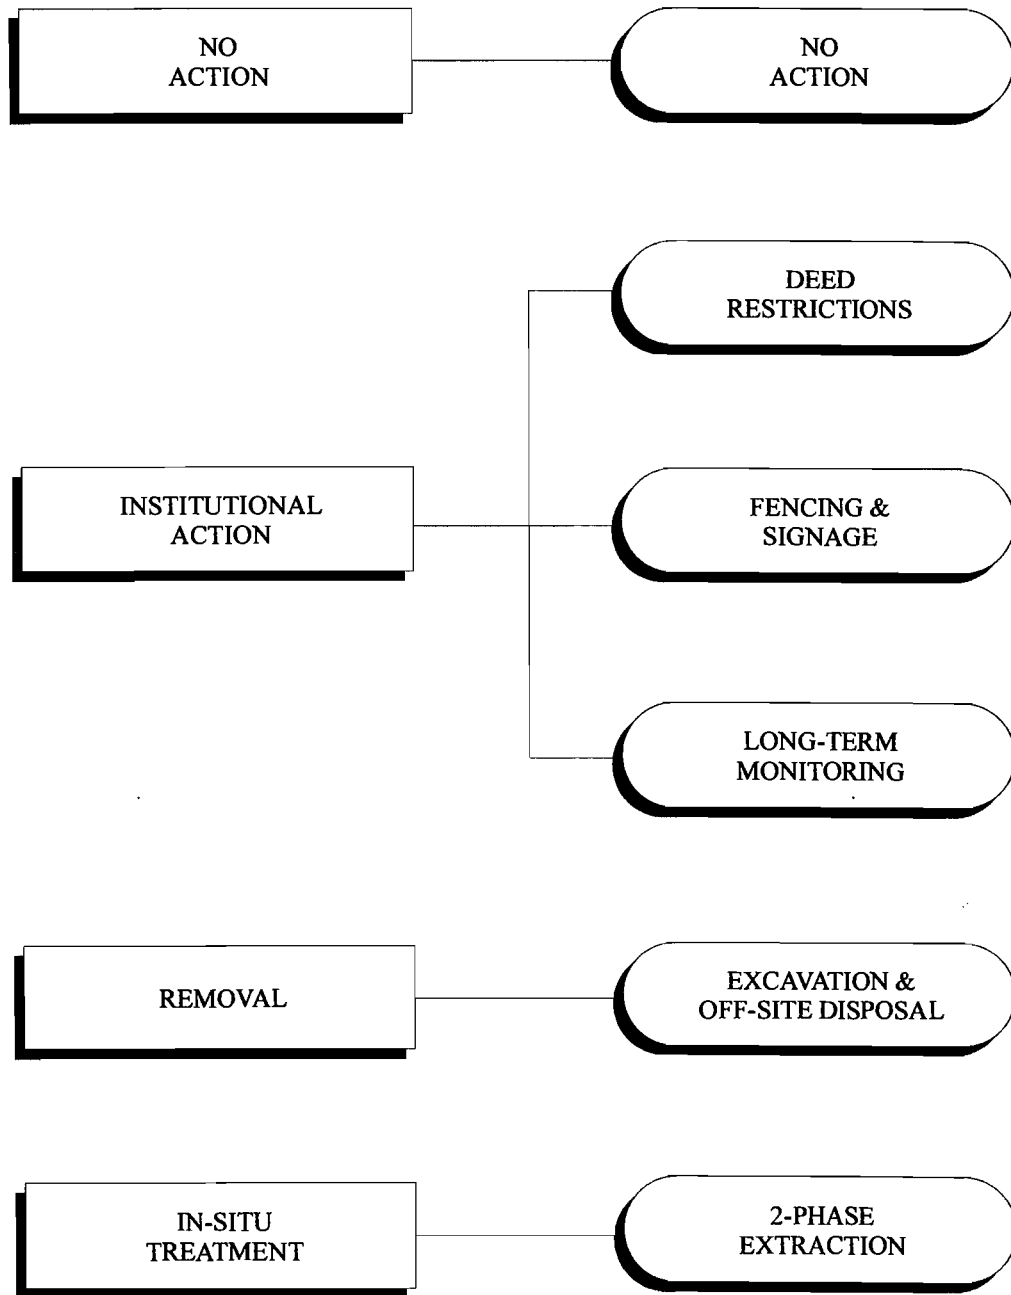 NO
ACTION
NO
ACTION
DEED
RESTRICTIONS
INSTITUTIONAL
ACTION
FENCING &
SIGNAGE
LONG-TERM
MONITORING
REMOVAL
EXCAVATION &
OFF-SITE DISPOSAL
IN-SITU
TREATMENT
2-PHASE
EXTRACTION